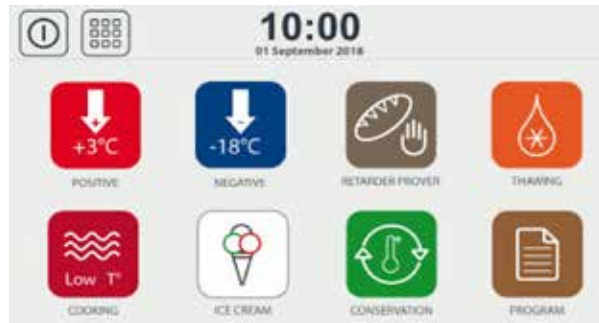 10:00
01 September 2018
+
+3°C
-
-18°C
POSITIVE
NEGATIVE
RETARDER PROVER
THAWING
Low T°
COOKING
ICE CREAM
CONSERVATION
PROGRAM